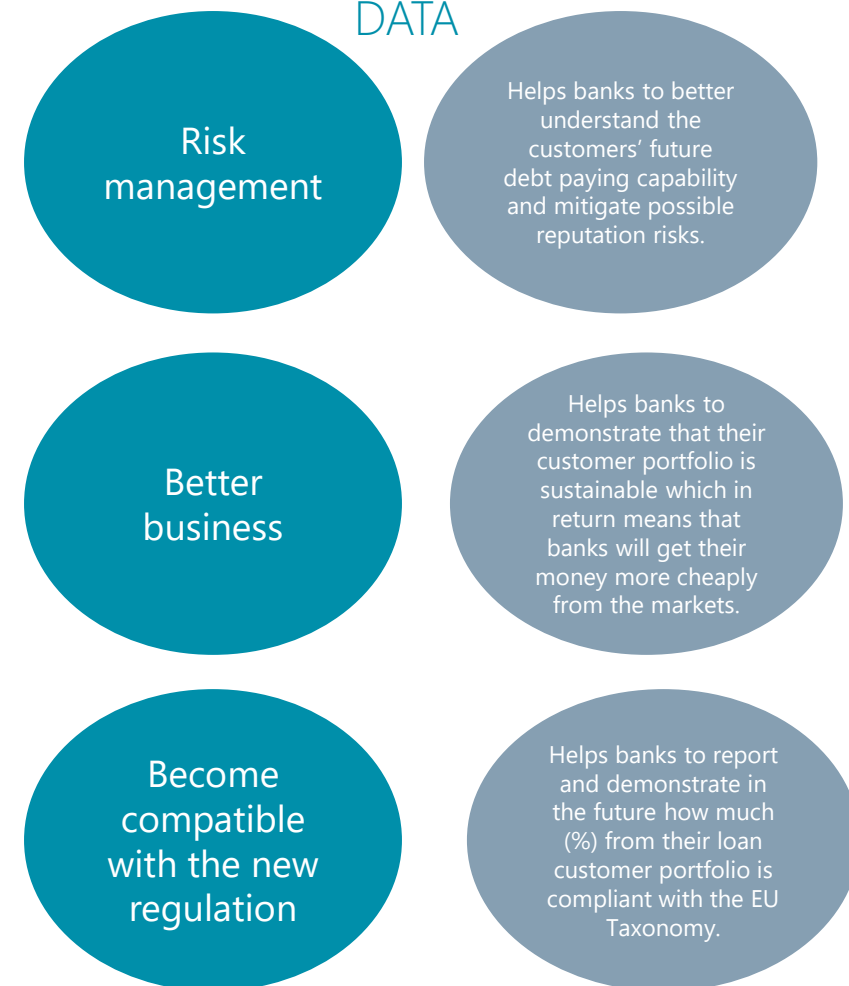 DATA
Risk
management
Helps banks to better
understand the
customers’ future
debt paying capability
and mitigate possible
reputation risks.
Better
business
Helps banks to
demonstrate that their
customer portfolio is
sustainable which in
return means that
banks will get their
money more cheaply
from the markets.
Become
compatible
with the new
regulation
Helps banks to report
and demonstrate in
the future how much
(%) from their loan
customer portfolio is
compliant with the EU
Taxonomy.